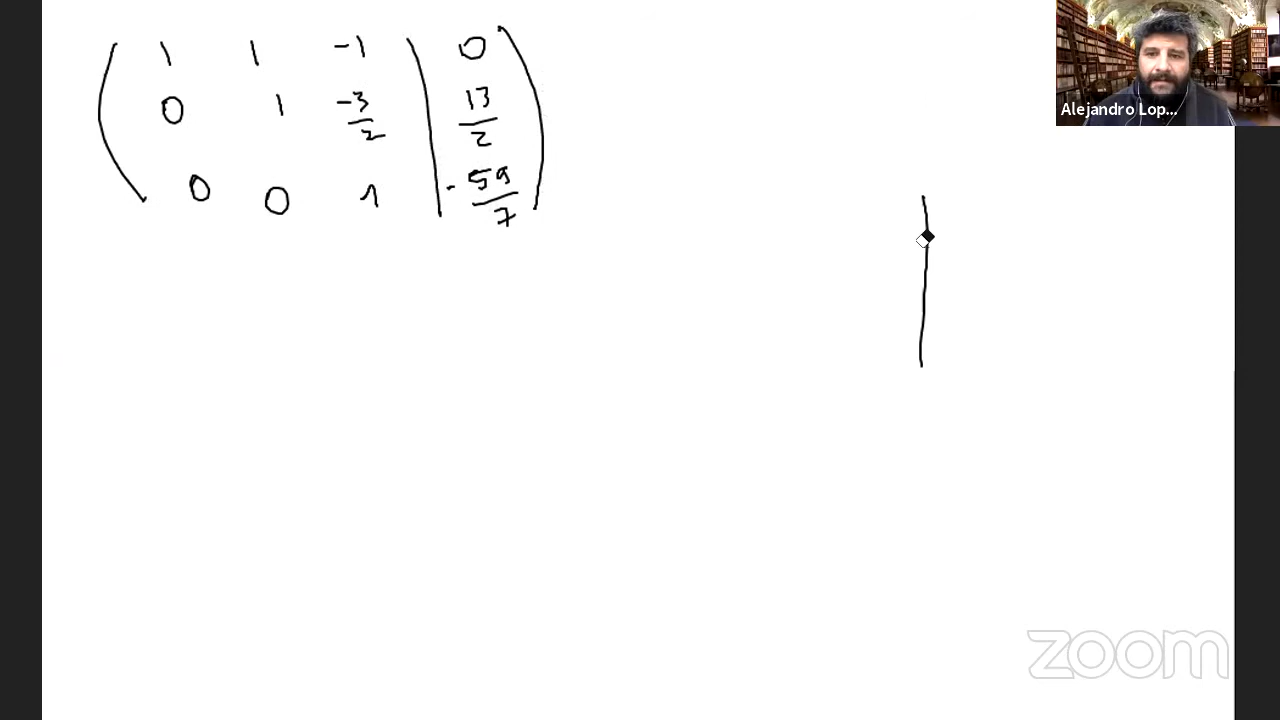 1 1 -1 | 0
0 1 -3/2 | 13/2
0 0 1 | -59/7
Alejandro Lop...
zoom